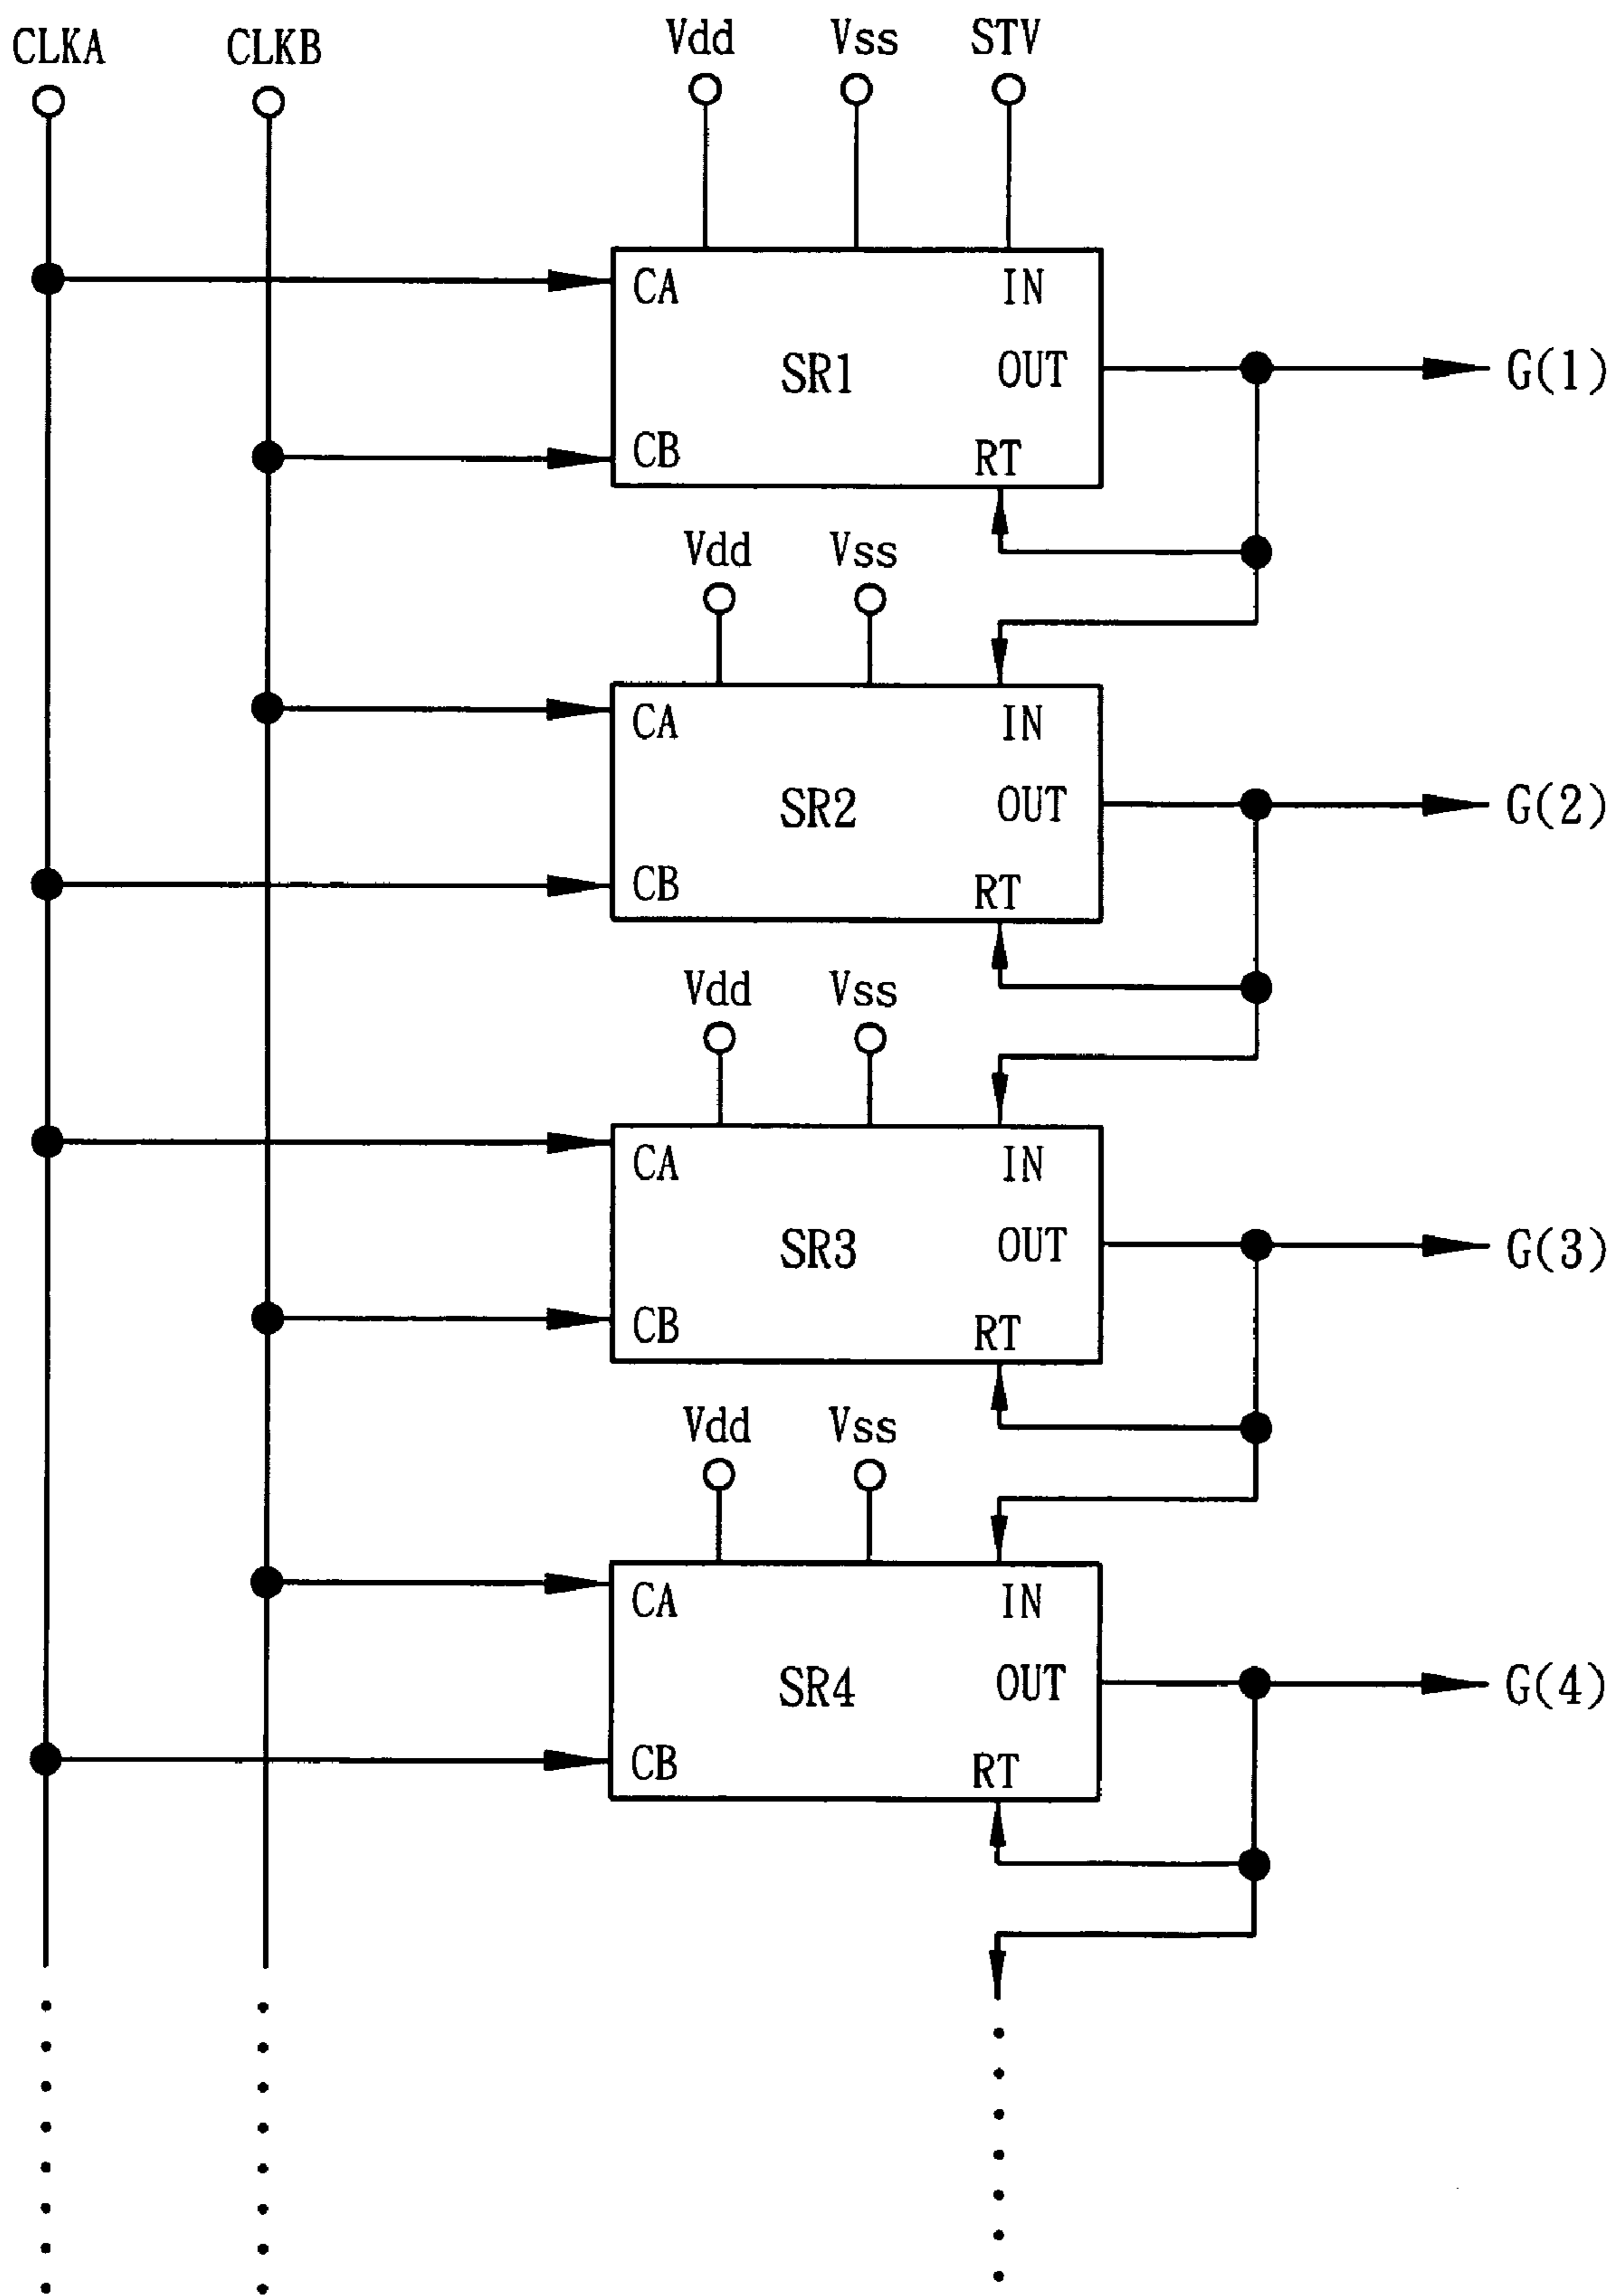 CLKA CLKB Vdd Vss STV
CA IN
SR1 OUT G(1)
CB RT
Vdd Vss
CA IN
SR2 OUT G(2)
CB RT
Vdd Vss
CA IN
SR3 OUT G(3)
CB RT
Vdd Vss
CA IN
SR4 OUT G(4)
CB RT